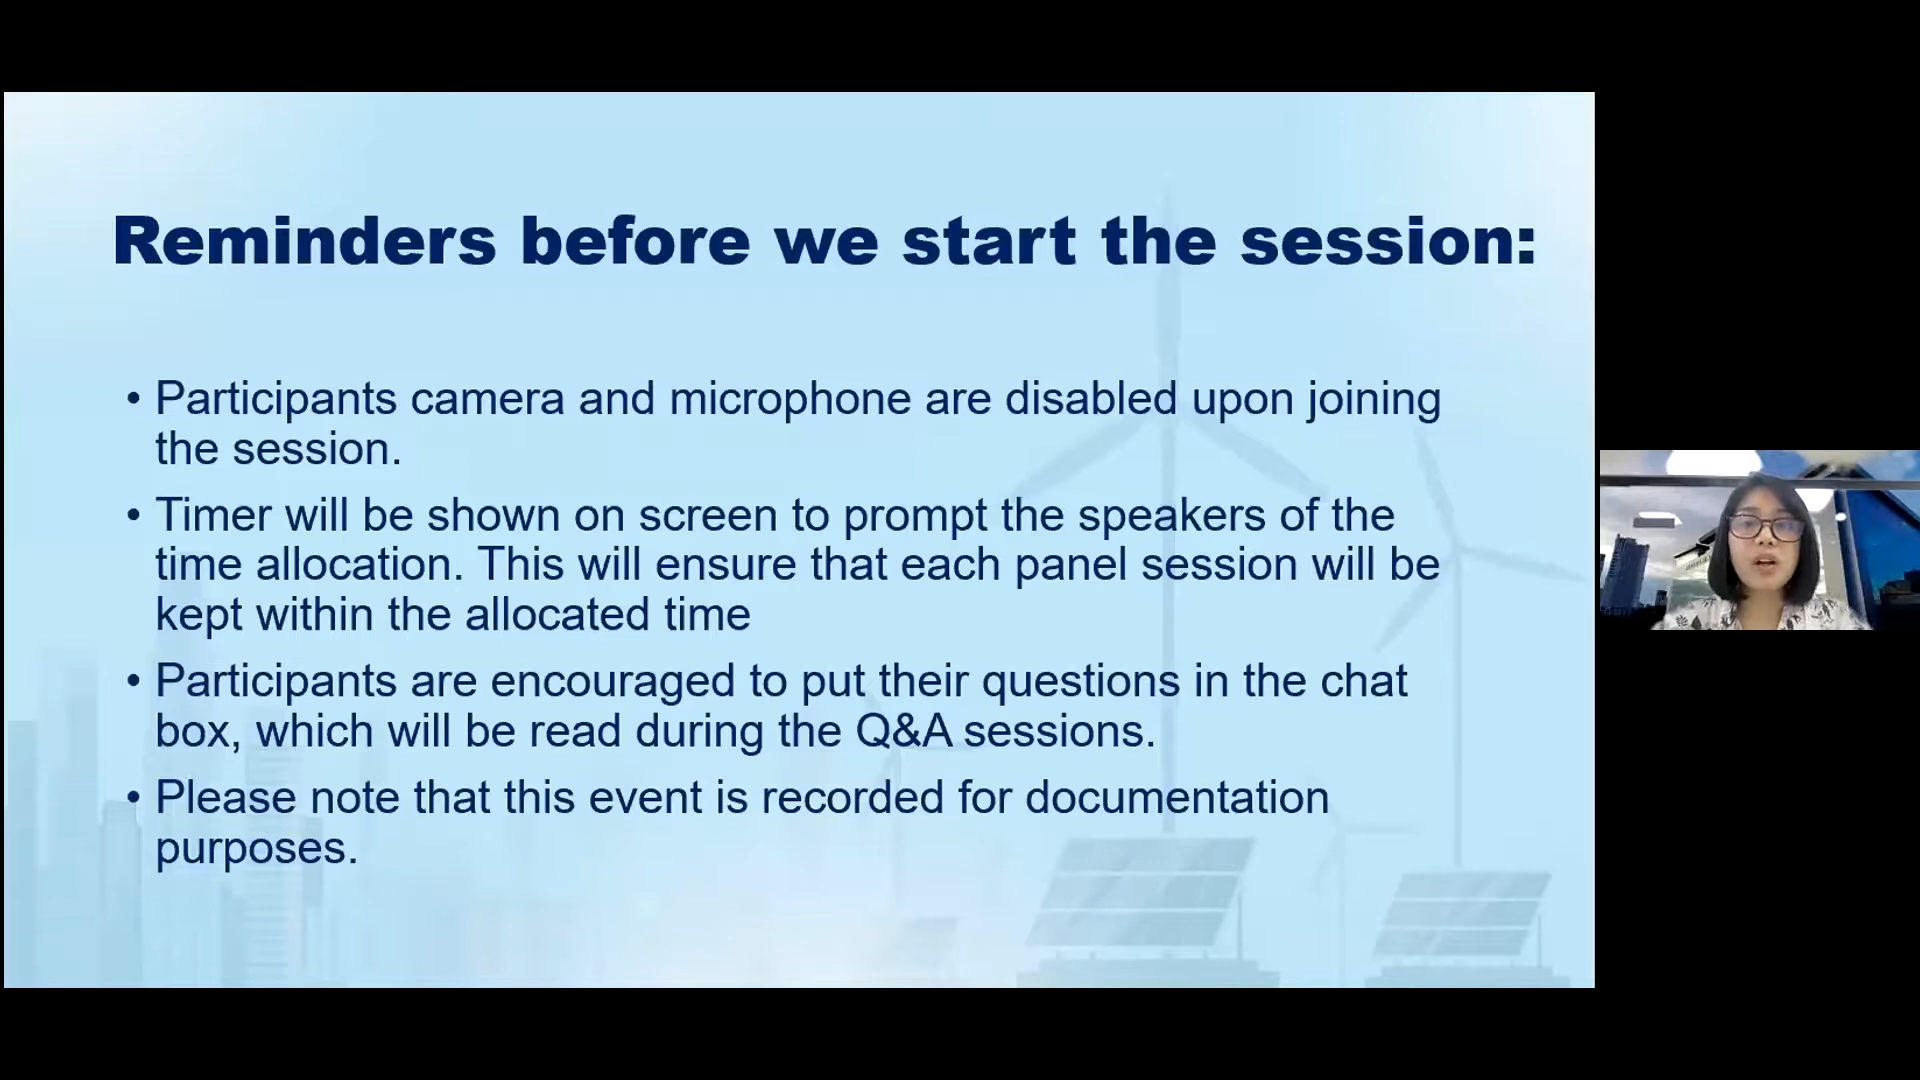 Reminders before we start the session:
• Participants camera and microphone are disabled upon joining
the session.
• Timer will be shown on screen to prompt the speakers of the
time allocation. This will ensure that each panel session will be
kept within the allocated time
• Participants are encouraged to put their questions in the chat
box, which will be read during the Q&A sessions.
• Please note that this event is recorded for documentation
purposes.